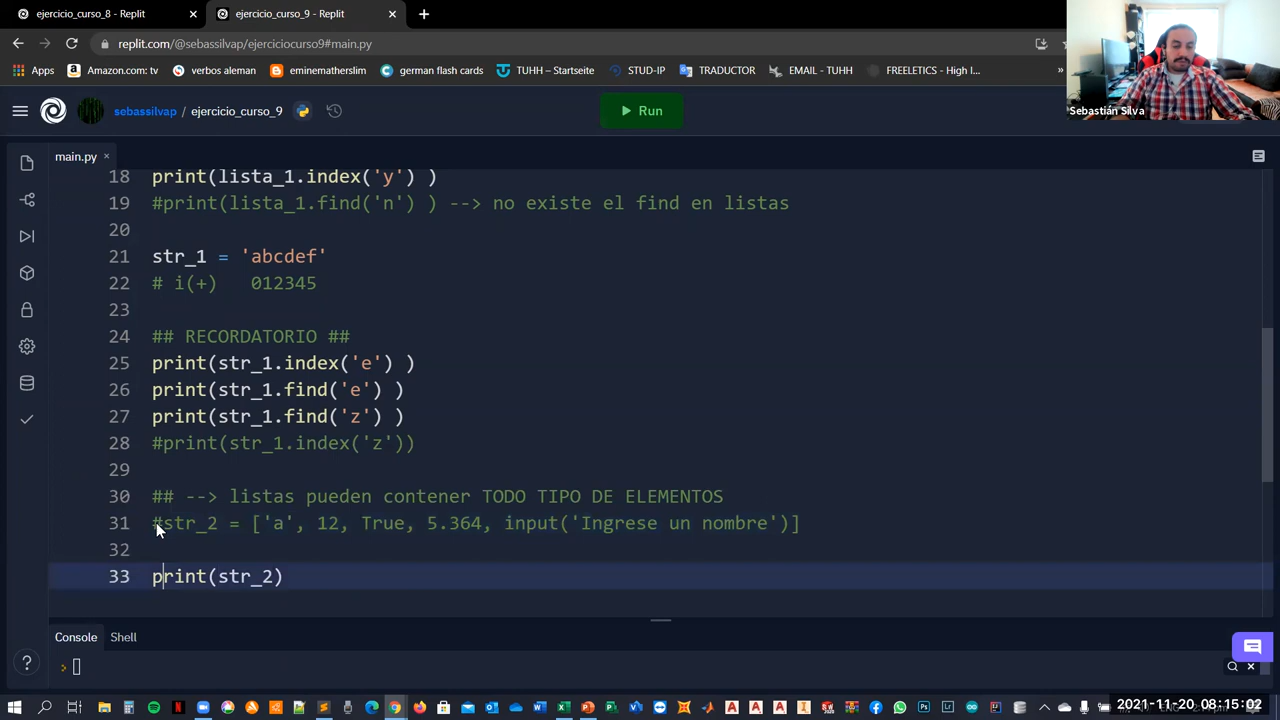 ejercicio_curso_8 - Replit
ejercicio_curso_9 - Replit
replit.com/@sebassilvap/ejerciciocurso9#main.py
Apps
Amazon.com: tv
verbos aleman
eminemathersIim
germia flashcards
TUHH – Startseite
STUD-IP
TRADUCTOR
EMAIL - TUHH
FREELETICS - High I...
»
Sebastián Silva
sebassilvap / ejercicio_curso_9
Run
main.py
18 print(lista_1.index('y') )
19 #print(lista_1.find('n') ) --> no existe el find en listas
20
21 str_1 = 'abcdef'
22 # i(+) 012345
23
24 ## RECORDATORIO ##
25 print(str_1.index('e') )
26 print(str_1.find('e') )
27 print(str_1.find('z') )
28 #print(str_1.index('z'))
29
30 ## --> listas pueden contener TODO TIPO DE ELEMENTOS
31 #str_2 = ['a', 12, True, 5.364, input('Ingrese un nombre')]
32
33 print(str_2)
Console Shell
?
2021-11-20 08:15:02